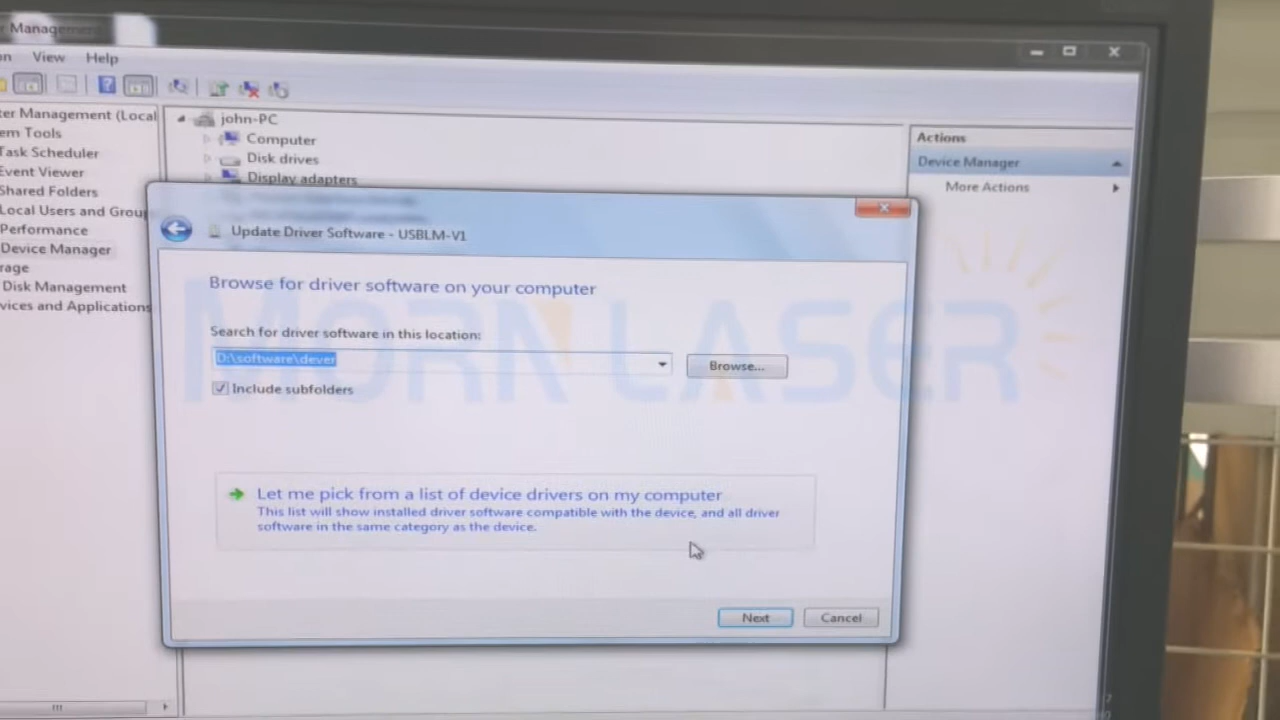 Management
View Help
john-PC
Computer
Disk drives
Display adapters
ter Management (Local
em Tools
Task Scheduler
Event Viewer
Shared Folders
Local Users and Group
Performance
Device Manager
rage
Disk Management
vices and Applications
Actions
Device Manager
More Actions
Update Driver Software - USBLM-V1
Browse for driver software on your computer
Search for driver software in this location:
D:\software\dever
Browse...
Include subfolders
Let me pick from a list of device drivers on my computer
This list will show installed driver software compatible with the device, and all driver
software in the same category as the device.
Next Cancel
MORN LASER